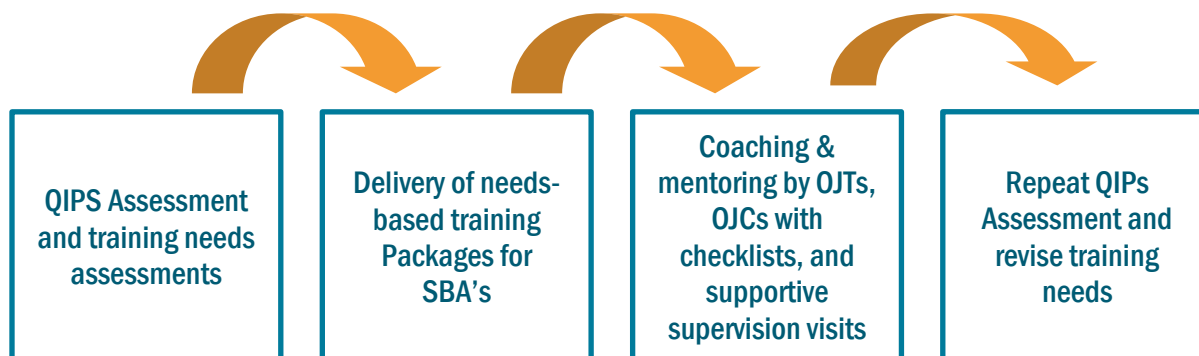 QIPS Assessment
and training needs
assessments
Delivery of needs-
based training
Packages for
SBA's
Coaching &
mentoring by OJTs,
OJCs with
checklists, and
supportive
supervision visits
Repeat QIPs
Assessment and
revise training
needs